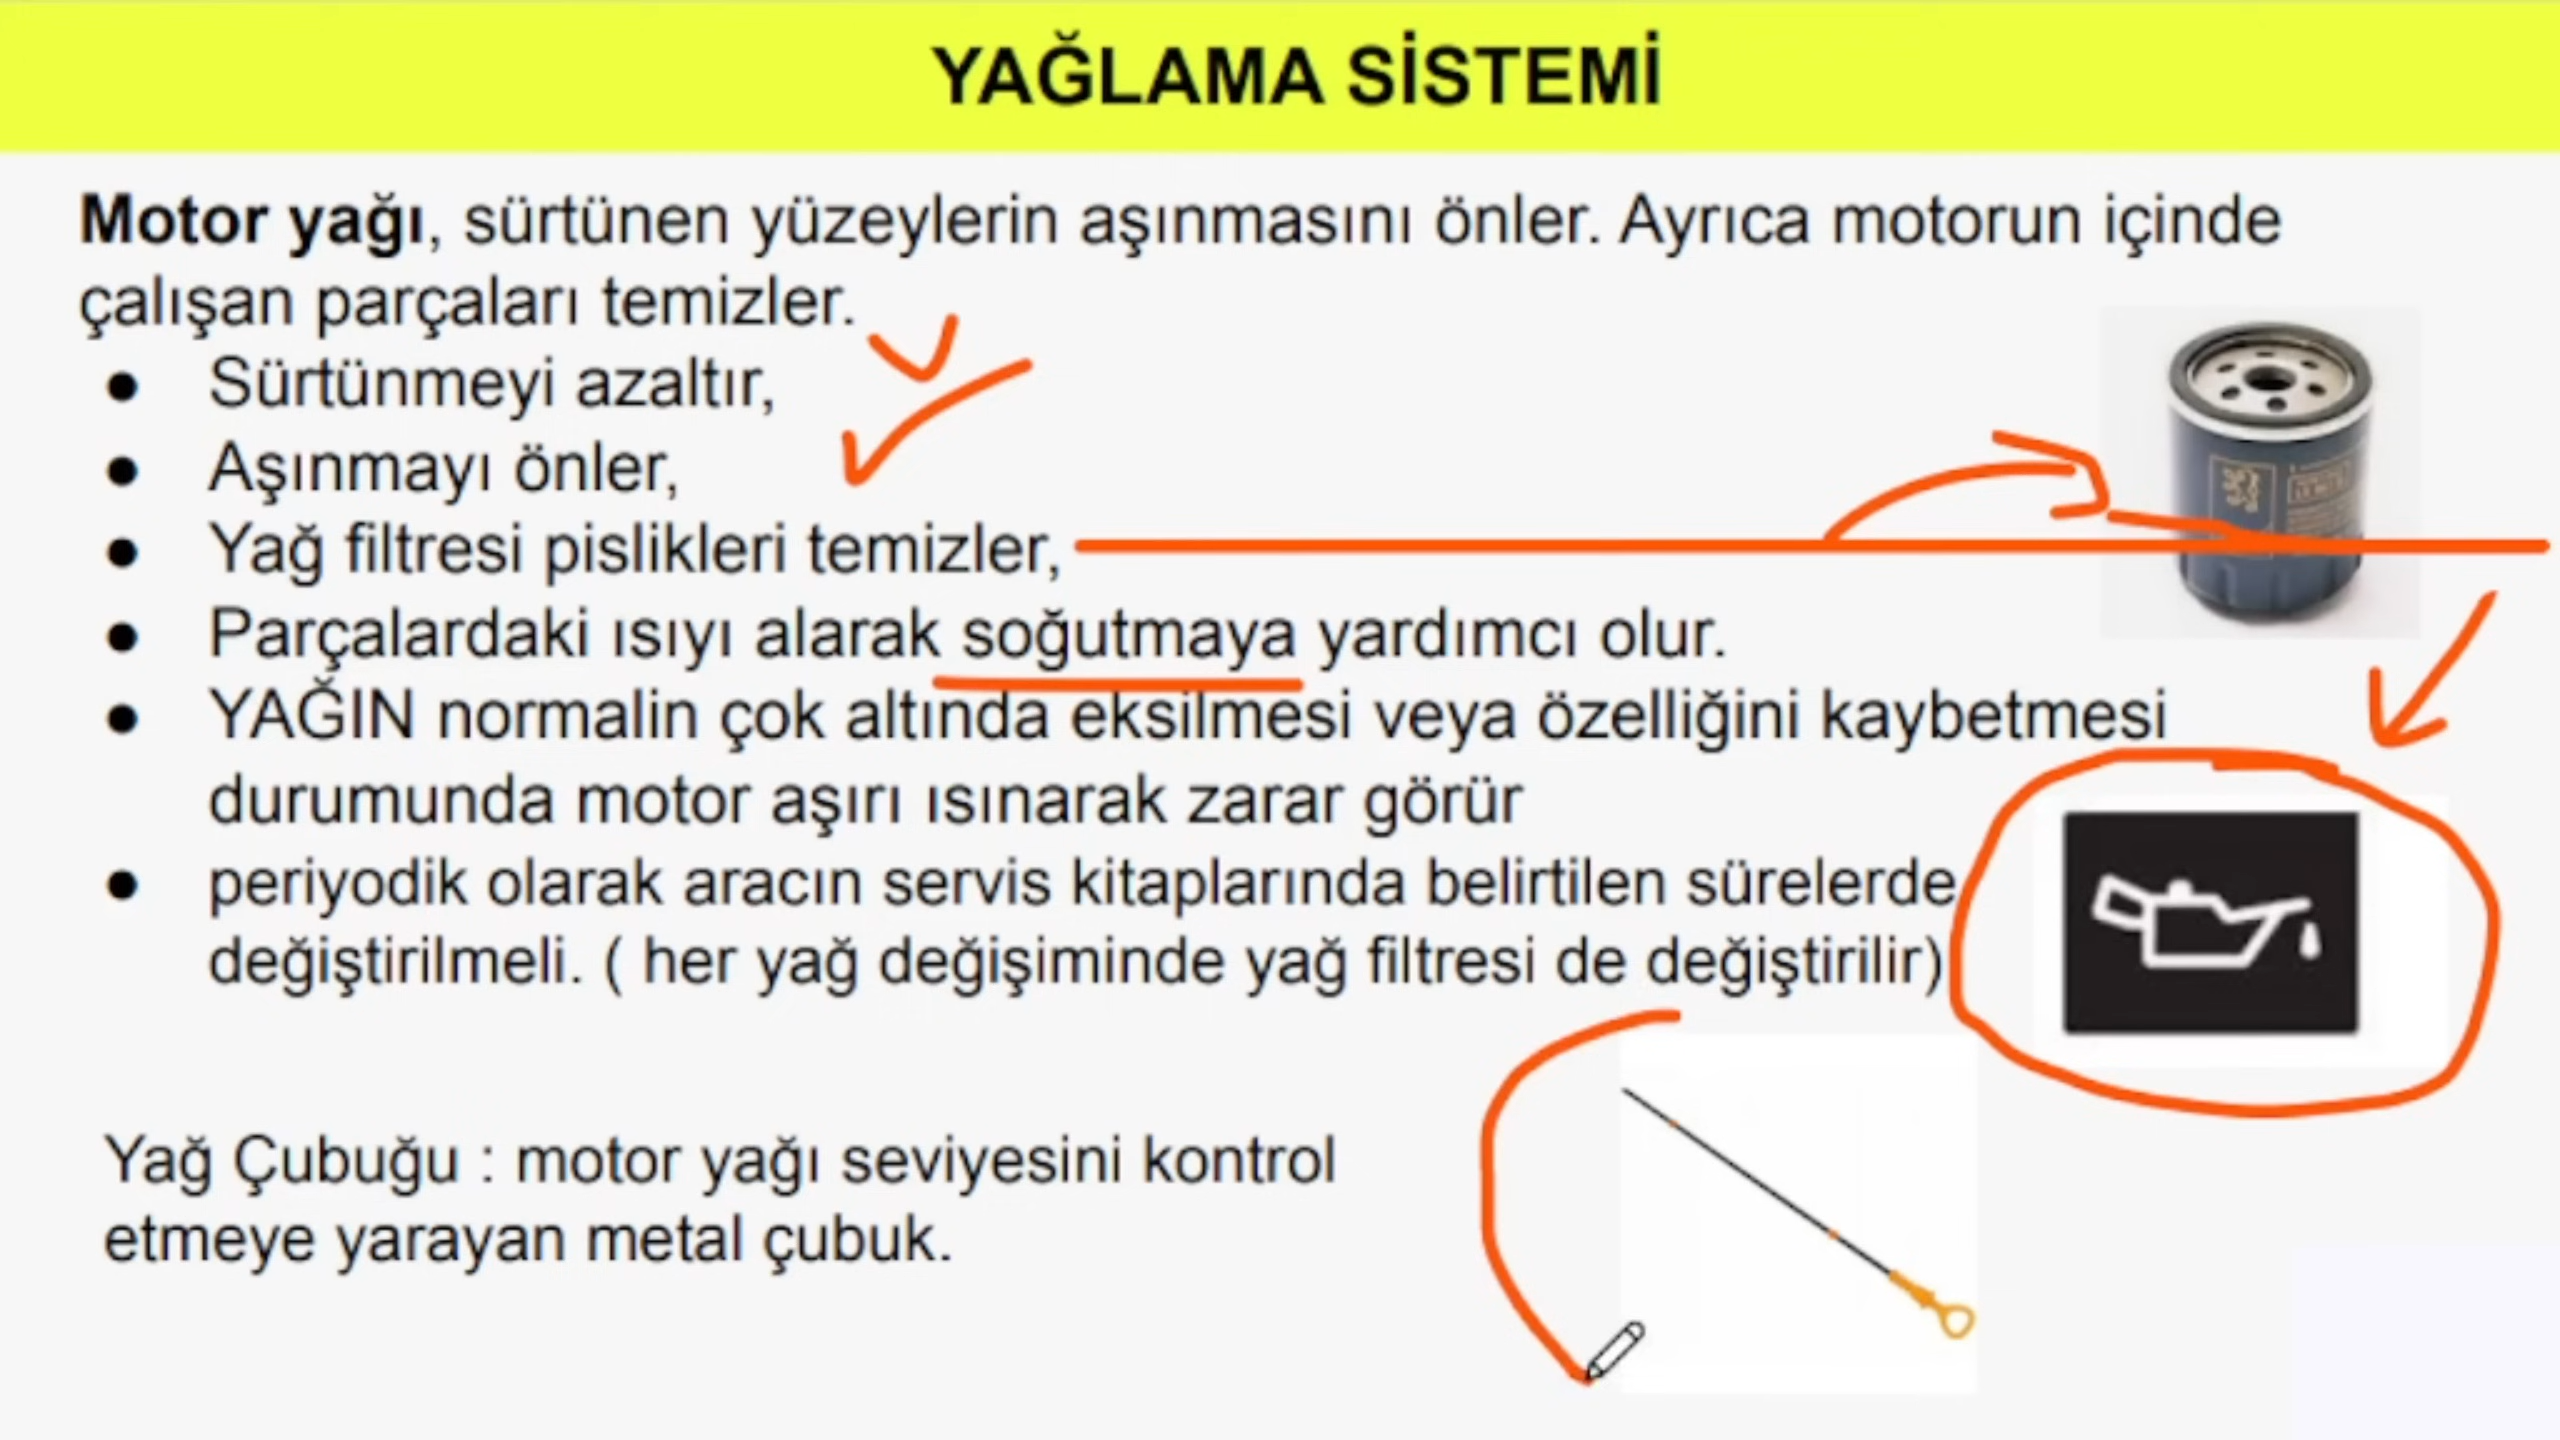 YAĞLAMA SİSTEMİ
Motor yağı, sürtünen yüzeylerin aşınmasını önler. Ayrıca motorun içinde
çalışan parçaları temizler.
● Sürtünmeyi azaltır,
● Aşınmayı önler,
● Yağ filtresi pislikleri temizler,
● Parçalardaki ısıyı alarak soğutmaya yardımcı olur.
● YAĞIN normalin çok altında eksilmesi veya özelliğini kaybetmesi
durumunda motor aşırı ısınarak zarar görür
● periyodik olarak aracın servis kitaplarında belirtilen sürelerde
değiştirilmeli. ( her yağ değişiminde yağ filtresi de değiştirilir)
Yağ Çubuğu : motor yağı seviyesini kontrol
etmeye yarayan metal çubuk.